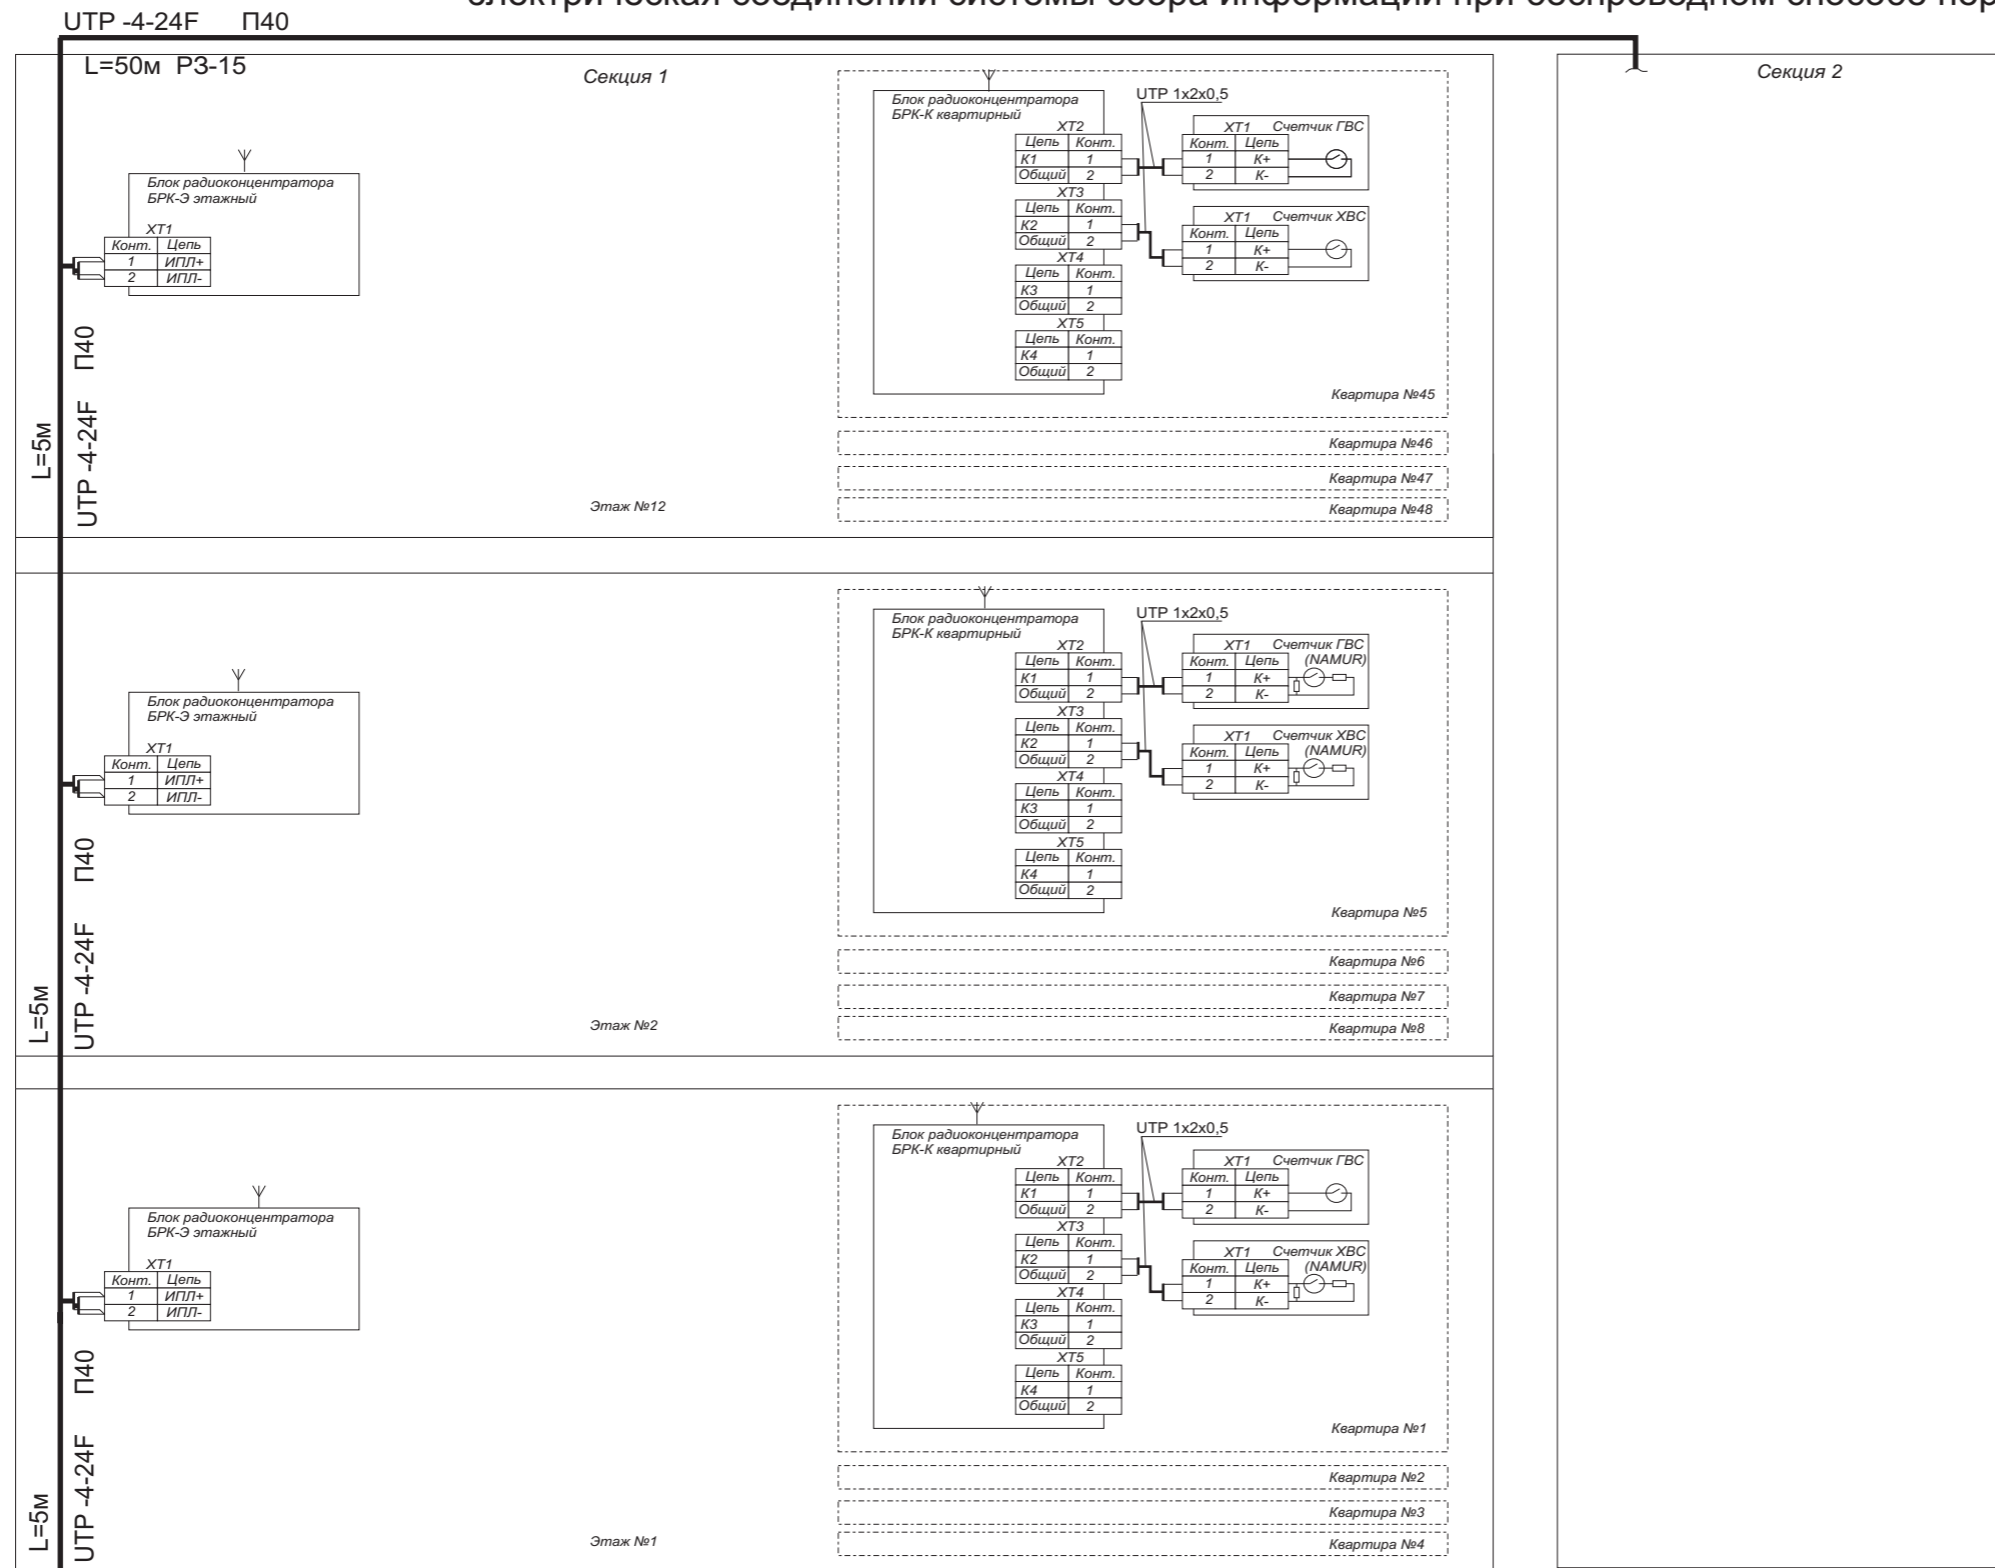 UTP -4-24F П40
L=50м РЗ-15
Секция 1
Секция 2
Блок радиоконцентратора
БРК-Э этажный
XT1
Конт. Цепь
1 ИПЛ+
2 ИПЛ-
Блок радиоконцентратора
БРК-К квартирный
XT2
Цепь Конт.
К1 1
Общий 2
XT3
Цепь Конт.
К2 1
Общий 2
XT4
Цепь Конт.
К3 1
Общий 2
XT5
Цепь Конт.
К4 1
Общий 2
UTP 1x2x0,5
XT1 Счетчик ГВС
Конт. Цепь
1 К+
2 К-
XT1 Счетчик ХВС
Конт. Цепь
1 К+
2 К-
Квартира №45
Квартира №46
Квартира №47
Квартира №48
Этаж №12
L=5м
UTP -4-24F П40
Блок радиоконцентратора
БРК-Э этажный
XT1
Конт. Цепь
1 ИПЛ+
2 ИПЛ-
Блок радиоконцентратора
БРК-К квартирный
XT2
Цепь Конт.
К1 1
Общий 2
XT3
Цепь Конт.
К2 1
Общий 2
XT4
Цепь Конт.
К3 1
Общий 2
XT5
Цепь Конт.
К4 1
Общий 2
UTP 1x2x0,5
XT1 Счетчик ГВС
(NAMUR)
Конт. Цепь
1 К+
2 К-
XT1 Счетчик ХВС
(NAMUR)
Конт. Цепь
1 К+
2 К-
Квартира №5
Квартира №6
Квартира №7
Квартира №8
Этаж №2
L=5м
UTP -4-24F П40
Блок радиоконцентратора
БРК-Э этажный
XT1
Конт. Цепь
1 ИПЛ+
2 ИПЛ-
Блок радиоконцентратора
БРК-К квартирный
XT2
Цепь Конт.
К1 1
Общий 2
XT3
Цепь Конт.
К2 1
Общий 2
XT4
Цепь Конт.
К3 1
Общий 2
XT5
Цепь Конт.
К4 1
Общий 2
UTP 1x2x0,5
XT1 Счетчик ГВС
Конт. Цепь
1 К+
2 К-
XT1 Счетчик ХВС
(NAMUR)
Конт. Цепь
1 К+
2 К-
Квартира №1
Квартира №2
Квартира №3
Квартира №4
Этаж №1
L=5м
UTP -4-24F П40